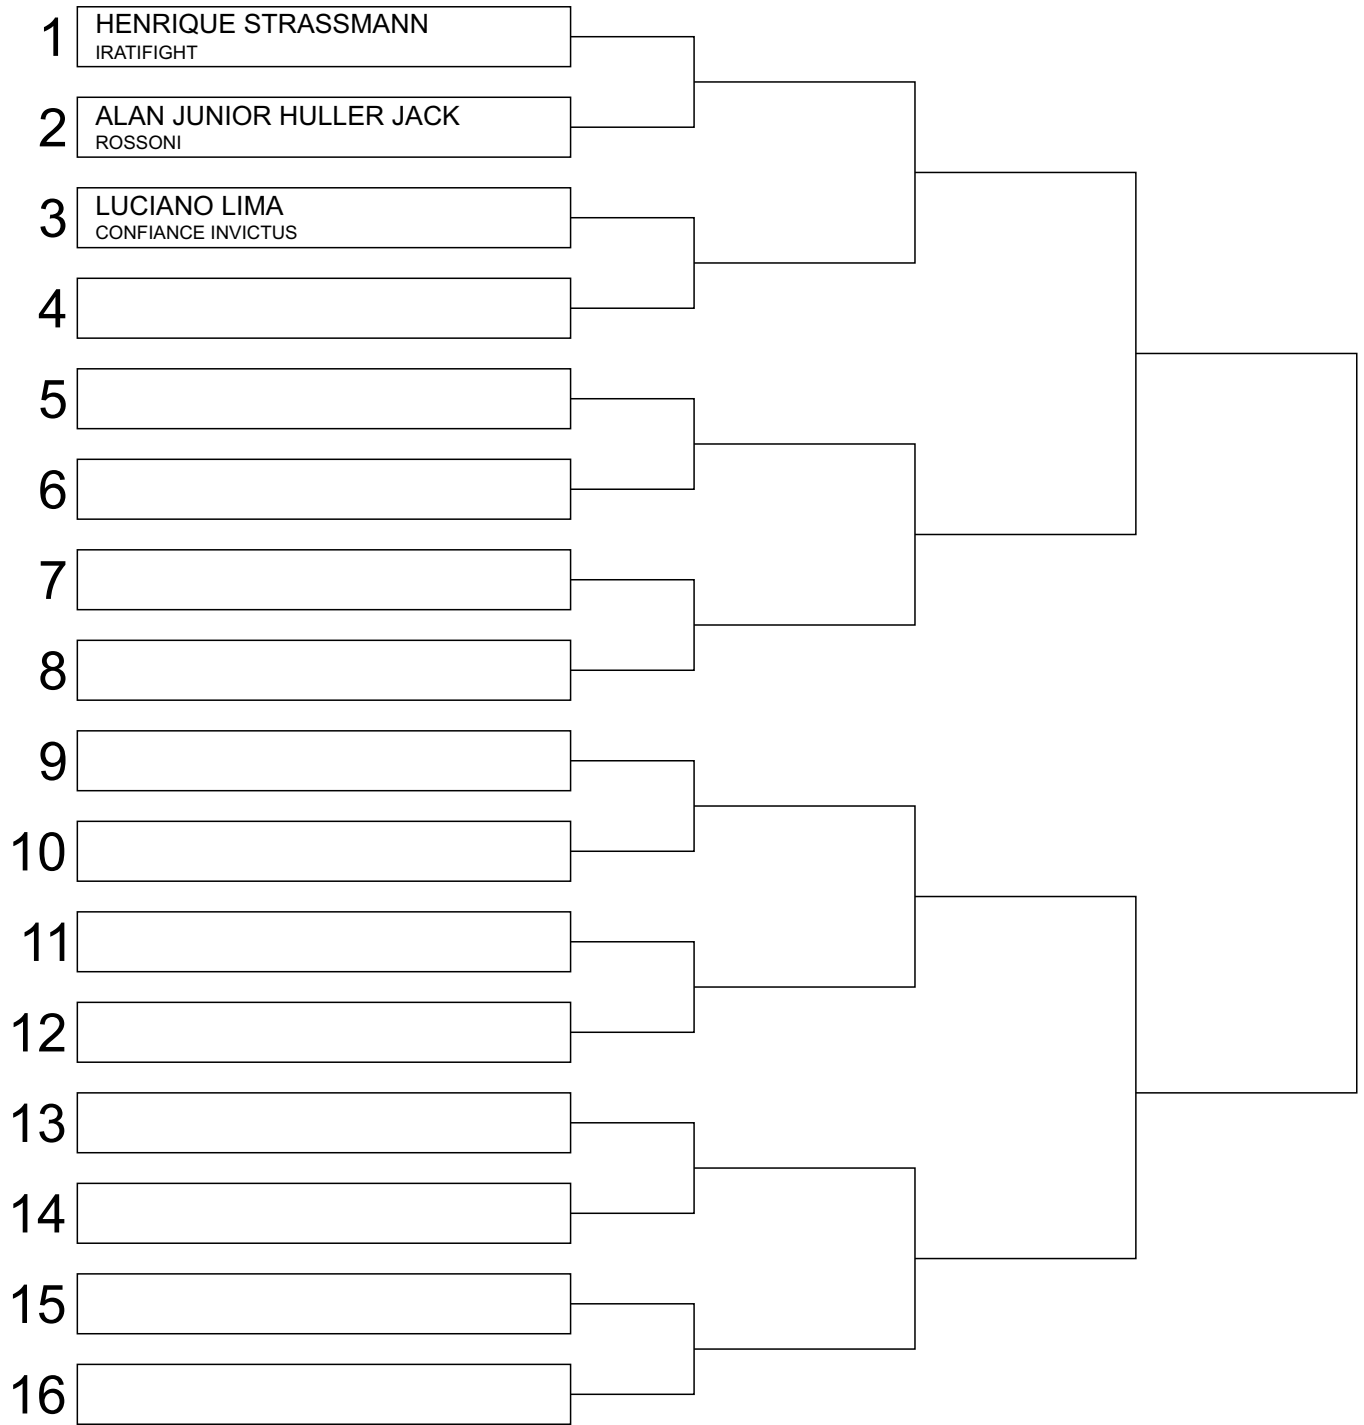 1
HENRIQUE STRASSMANN
IRATIFIGHT
2
ALAN JUNIOR HULLER JACK
ROSSONI
3
LUCIANO LIMA
CONFIANCE INVICTUS
4
5
6
7
8
9
10
11
12
13
14
15
16